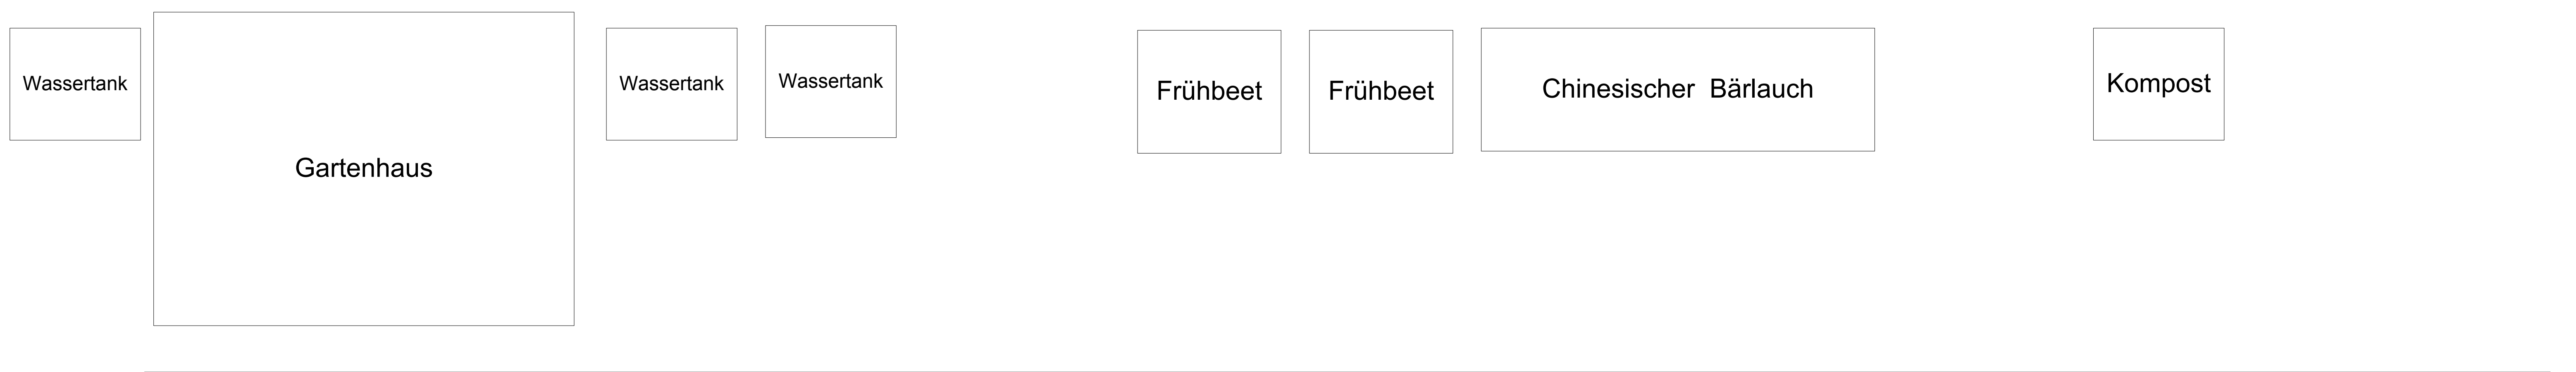 Wassertank
Gartenhaus
Wassertank
Wassertank
Frühbeet
Frühbeet
Chinesischer  Bärlauch
Kompost